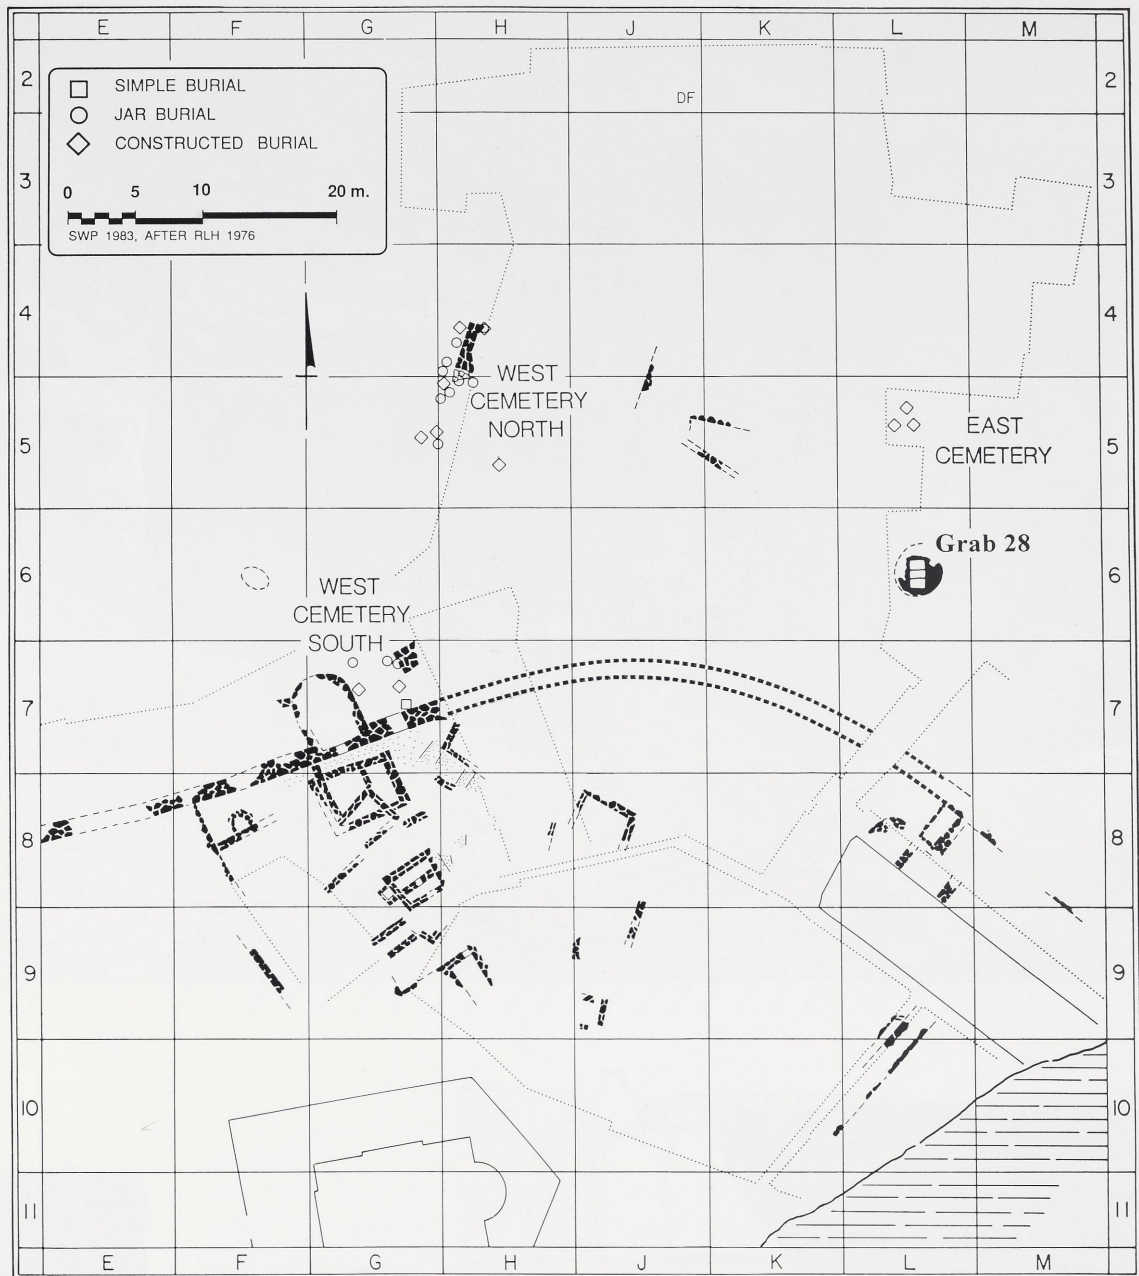 E F G H J K L M
2 2
SIMPLE BURIAL
JAR BURIAL
CONSTRUCTED BURIAL
0 5 10 20 m.
SWP 1983, AFTER RLH 1976
DF
3 3
4 4
WEST
CEMETERY
NORTH
EAST
CEMETERY
5 5
Grab 28
6 6
WEST
CEMETERY
SOUTH
7 7
8 8
9 9
10 10
11 11
E F G H J K L M